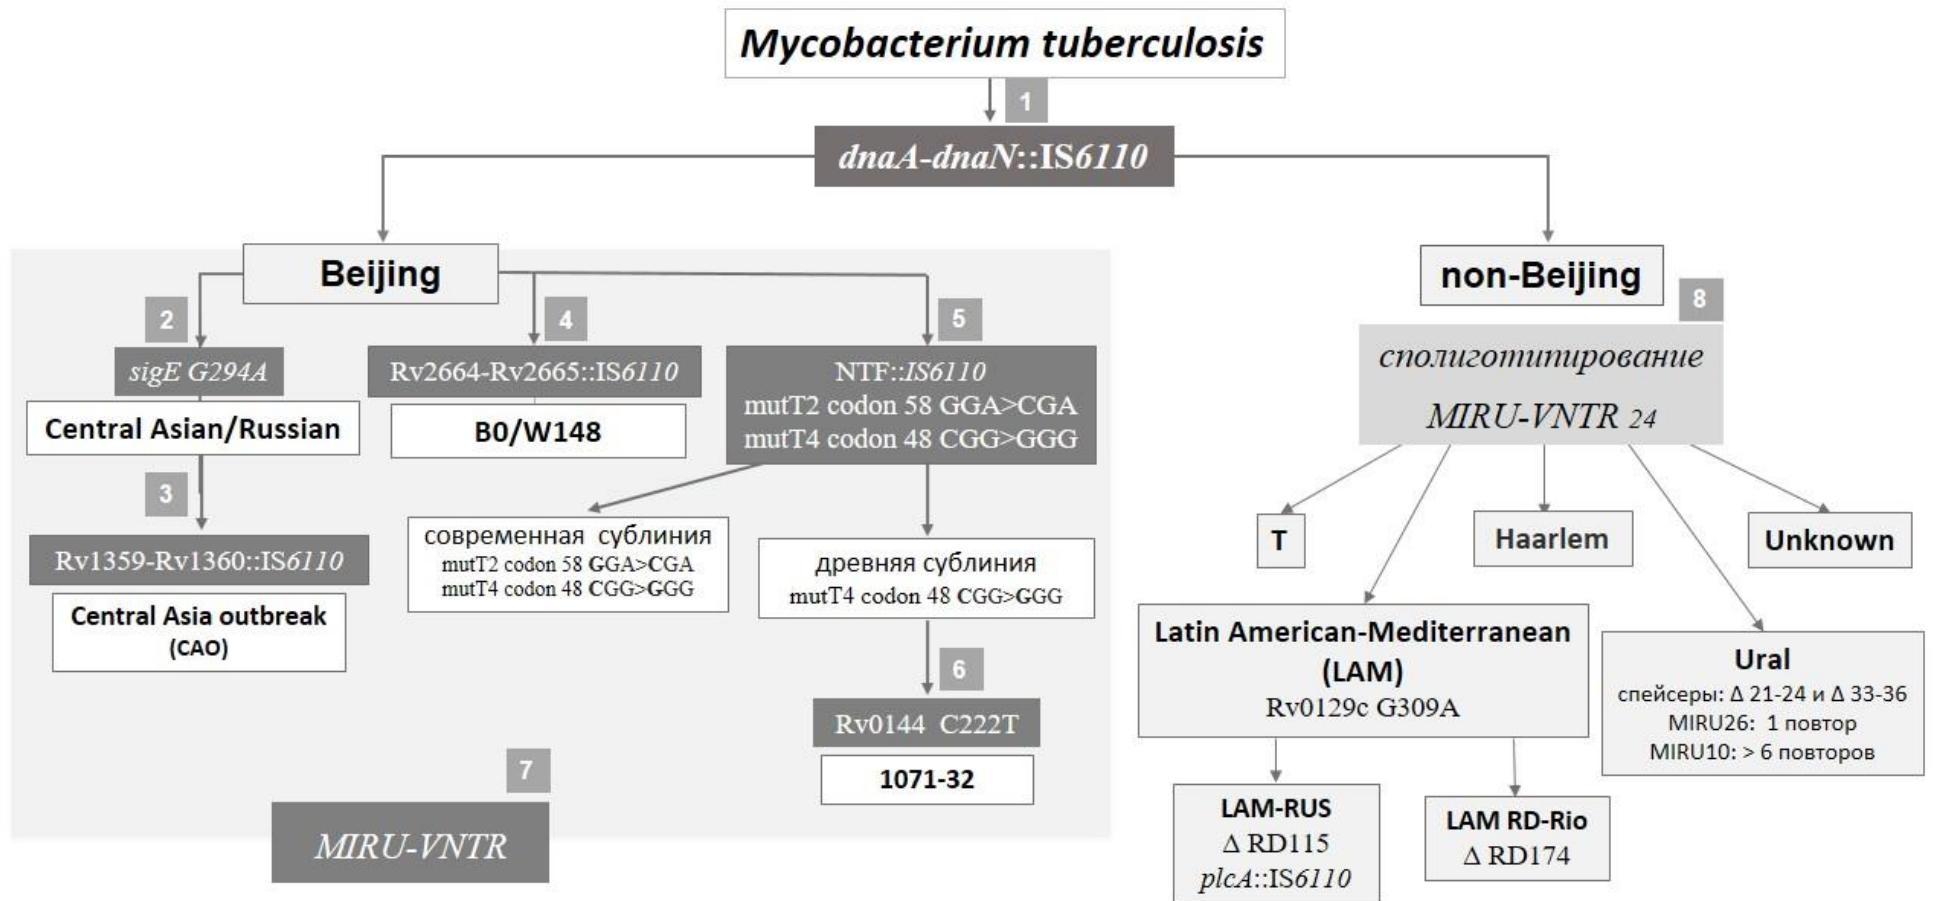 Mycobacterium tuberculosis
1
dnaA-dnaN::IS6110
Beijing
2
sigE G294A
Central Asian/Russian
3
Rv1359-Rv1360::IS6110
Central Asia outbreak
(CAO)
4
Rv2664-Rv2665::IS6110
B0/W148
5
NTF::IS6110
mutT2 codon 58 GGA>CGA
mutT4 codon 48 CGG>GGG
современная сублиния
mutT2 codon 58 GGA>CGA
mutT4 codon 48 CGG>GGG
древняя сублиния
mutT4 codon 48 CGG>GGG
6
Rv0144 C222T
1071-32
7
MIRU-VNTR
non-Beijing
8
сполиготипирование
MIRU-VNTR 24
T
Haarlem
Unknown
Latin American-Mediterranean
(LAM)
Rv0129c G309A
Ural
спейсеры: Δ 21-24 и Δ 33-36
MIRU26: 1 повтор
MIRU10: > 6 повторов
LAM-RUS
Δ RD115
plcA::IS6110
LAM RD-Rio
Δ RD174